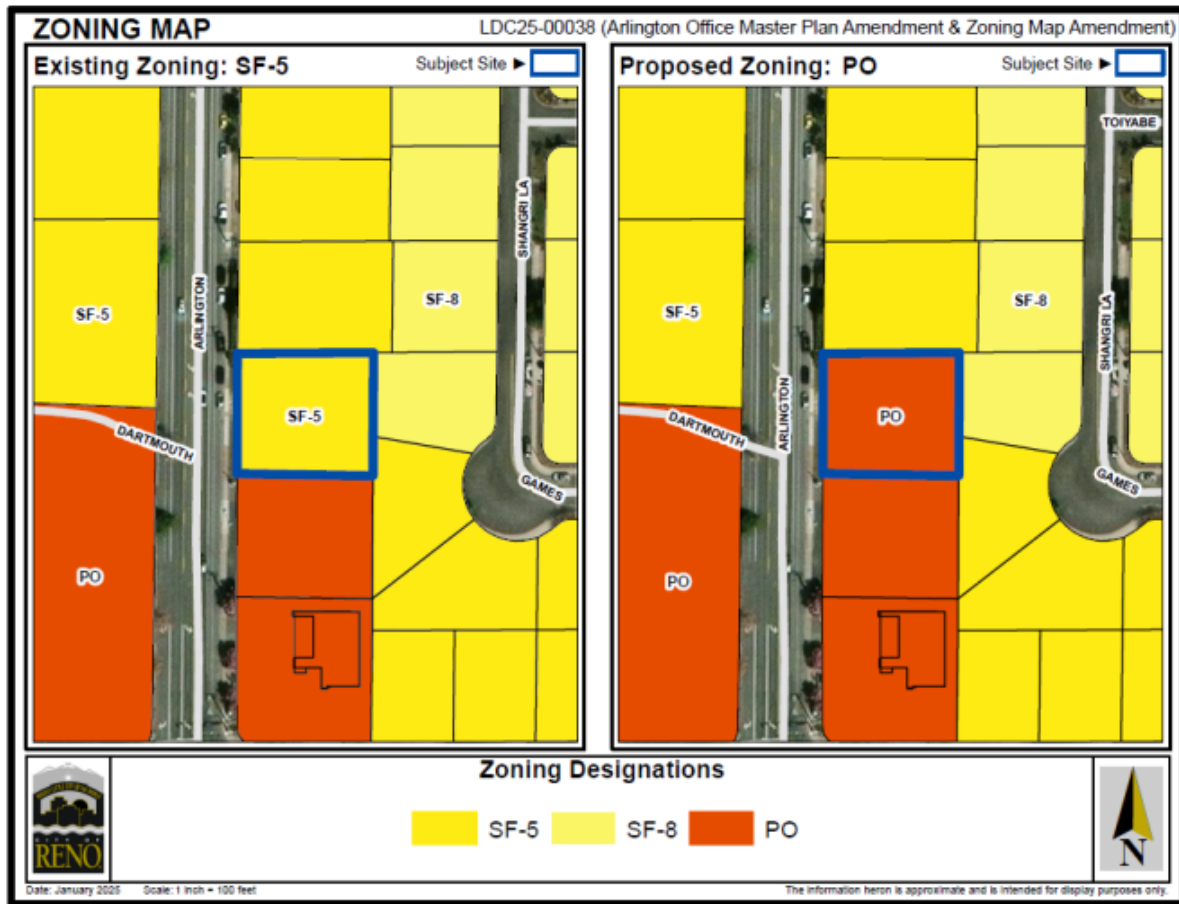 ZONING MAP
LDC25-00038 (Arlington Office Master Plan Amendment & Zoning Map Amendment)
Existing Zoning: SF-5
Subject Site ►
SF-5
ARLINGTON
SHANGRI LA
SF-8
SF-5
DARTMOUTH
GAMES
PO
Proposed Zoning: PO
Subject Site ►
TOIYABE
SF-5
ARLINGTON
SHANGRI LA
SF-8
PO
DARTMOUTH
GAMES
PO
Zoning Designations
SF-5 SF-8 PO
CITY OF
RENO
N
Date: January 2025 Scale: 1 inch = 100 feet
The information heron is approximate and is intended for display purposes only.